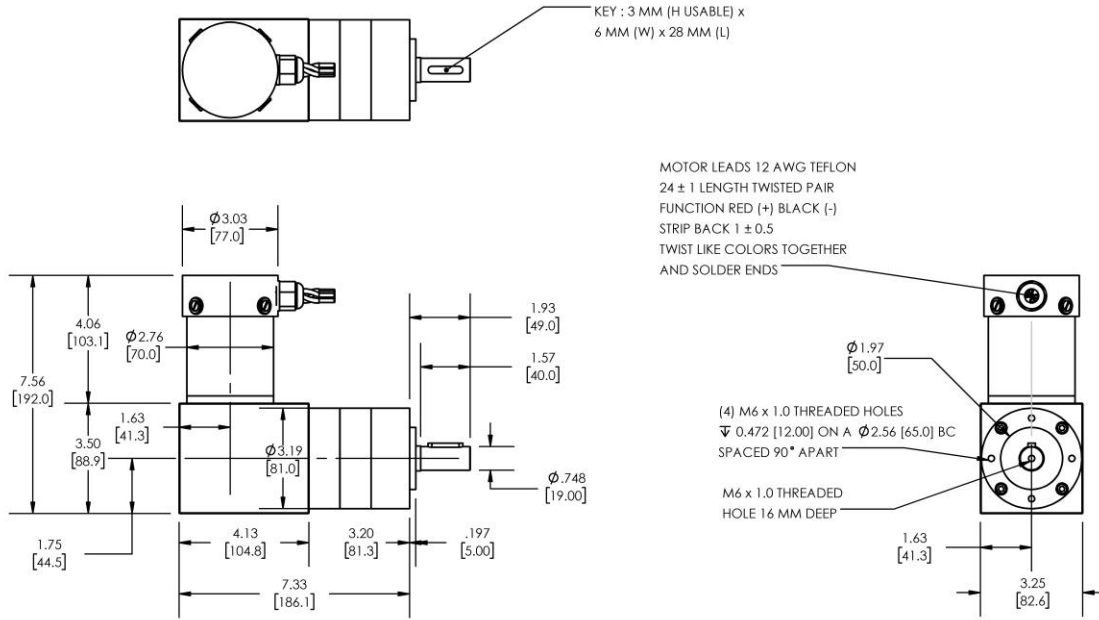 KEY : 3 MM (H USABLE) x
6 MM (W) x 28 MM (L)
MOTOR LEADS 12 AWG TEFLON
24 ± 1 LENGTH TWISTED PAIR
FUNCTION RED (+) BLACK (-)
STRIP BACK 1 ± 0.5
TWIST LIKE COLORS TOGETHER
AND SOLDER ENDS
Ø3.03
[77.0]
4.06
[103.1]
Ø2.76
[70.0]
7.56
[192.0]
1.63
[41.3]
3.50
[88.9]
Ø3.19
[81.0]
1.93
[49.0]
1.57
[40.0]
Ø.748
[19.00]
1.75
[44.5]
4.13
[104.8]
3.20
[81.3]
.197
[5.00]
7.33
[186.1]
Ø1.97
[50.0]
(4) M6 x 1.0 THREADED HOLES
↧ 0.472 [12.00] ON A Ø2.56 [65.0] BC
SPACED 90° APART
M6 x 1.0 THREADED
HOLE 16 MM DEEP
1.63
[41.3]
3.25
[82.6]